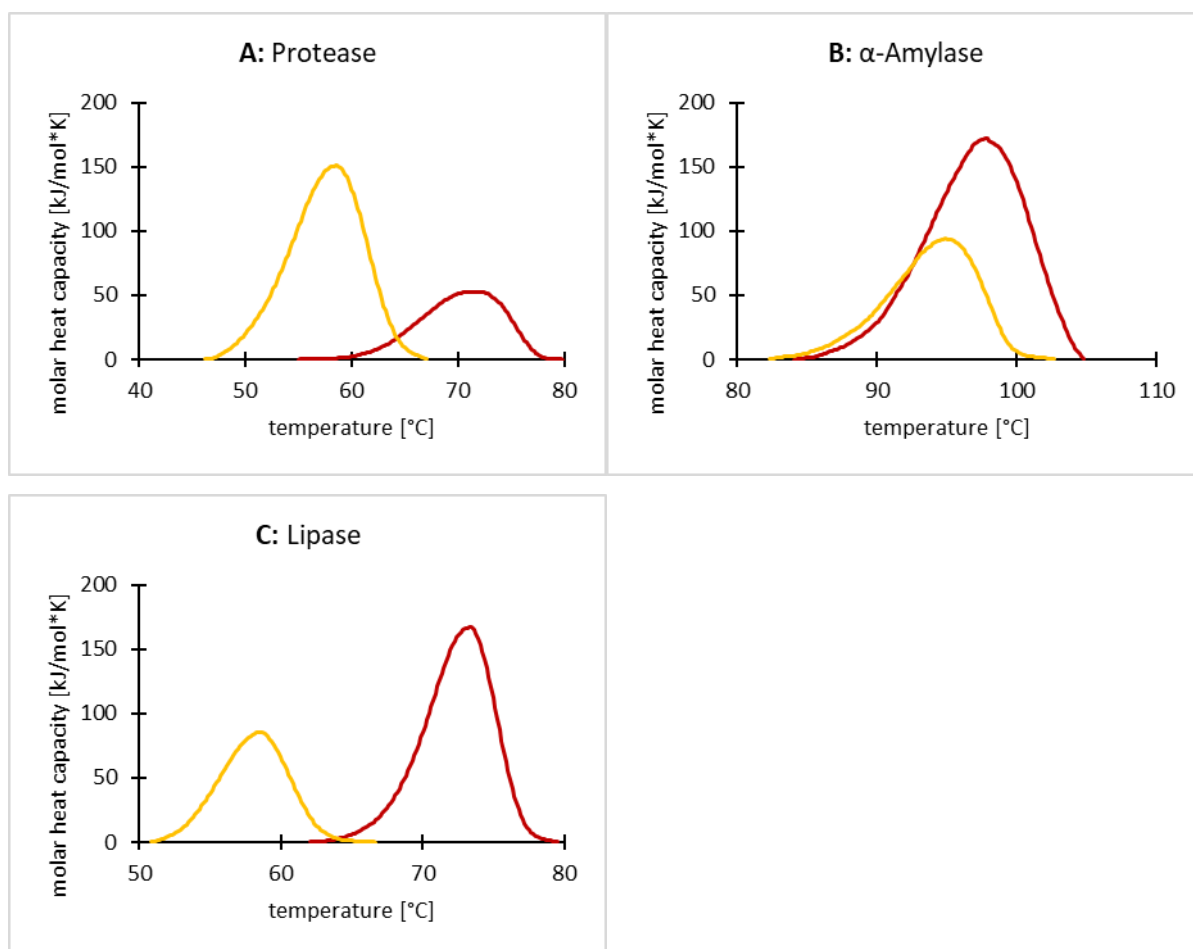 A: Protease
molar heat capacity [kJ/mol*K]
200
150
100
50
0
40 50 60 70 80
temperature [°C]
B: α-Amylase
molar heat capacity [kJ/mol*K]
200
150
100
50
0
80 90 100 110
temperature [°C]
C: Lipase
molar heat capacity [kJ/mol*K]
200
150
100
50
0
50 60 70 80
temperature [°C]